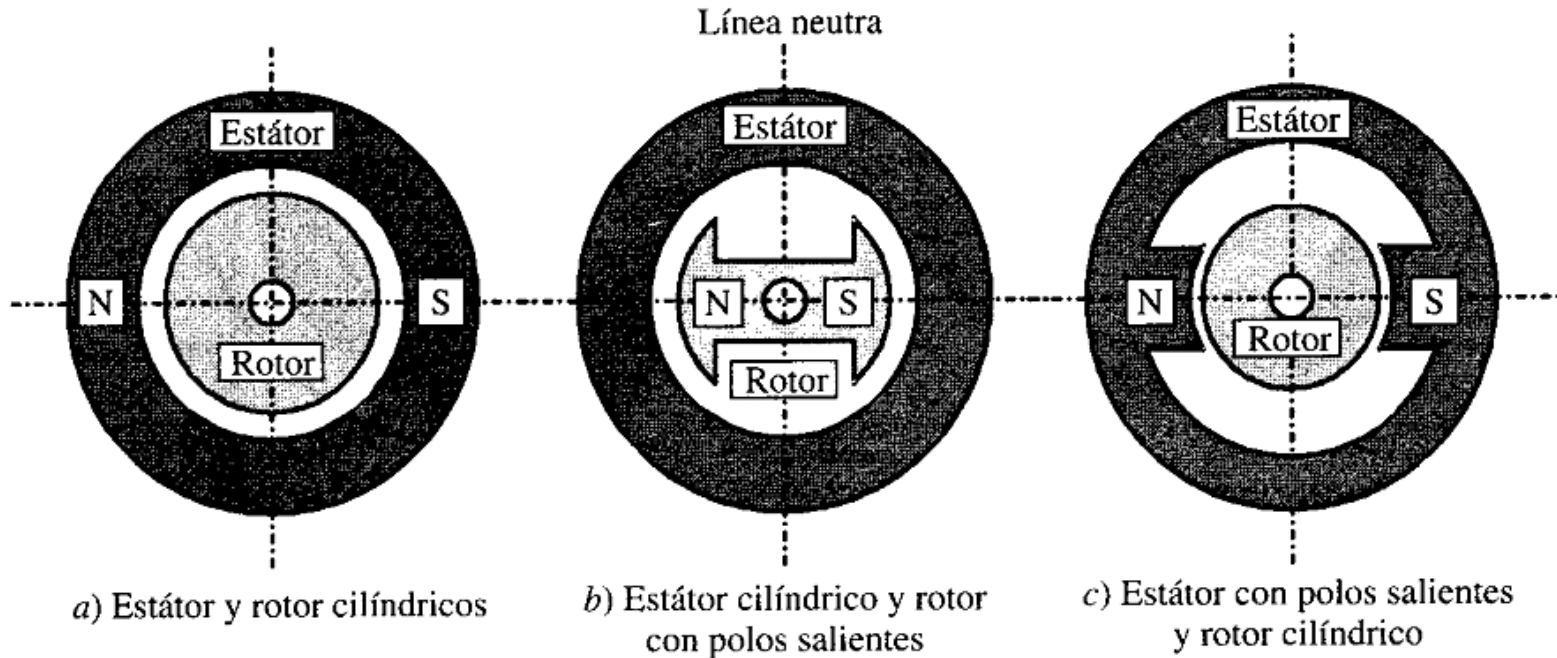 Línea neutra
Estátor
N
S
Rotor
Estátor
N
S
Rotor
Estátor
N
S
Rotor
a) Estátor y rotor cilíndricos
b) Estátor cilíndrico y rotor
con polos salientes
c) Estátor con polos salientes
y rotor cilíndrico